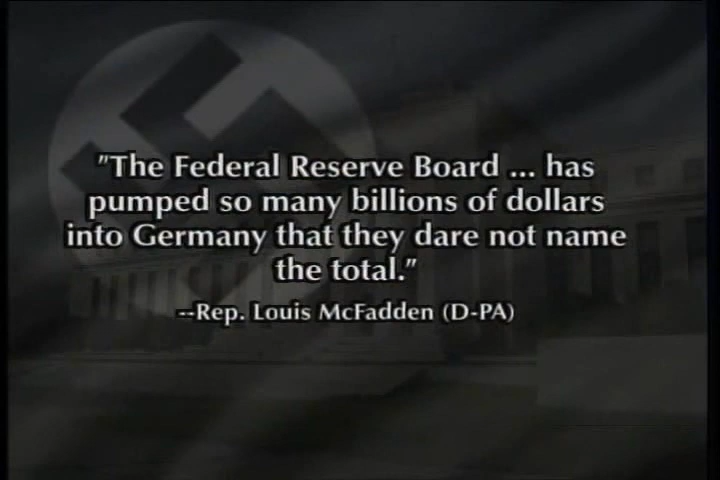 "The Federal Reserve Board ... has
pumped so many billions of dollars
into Germany that they dare not name
the total."
--Rep. Louis McFadden (D-PA)